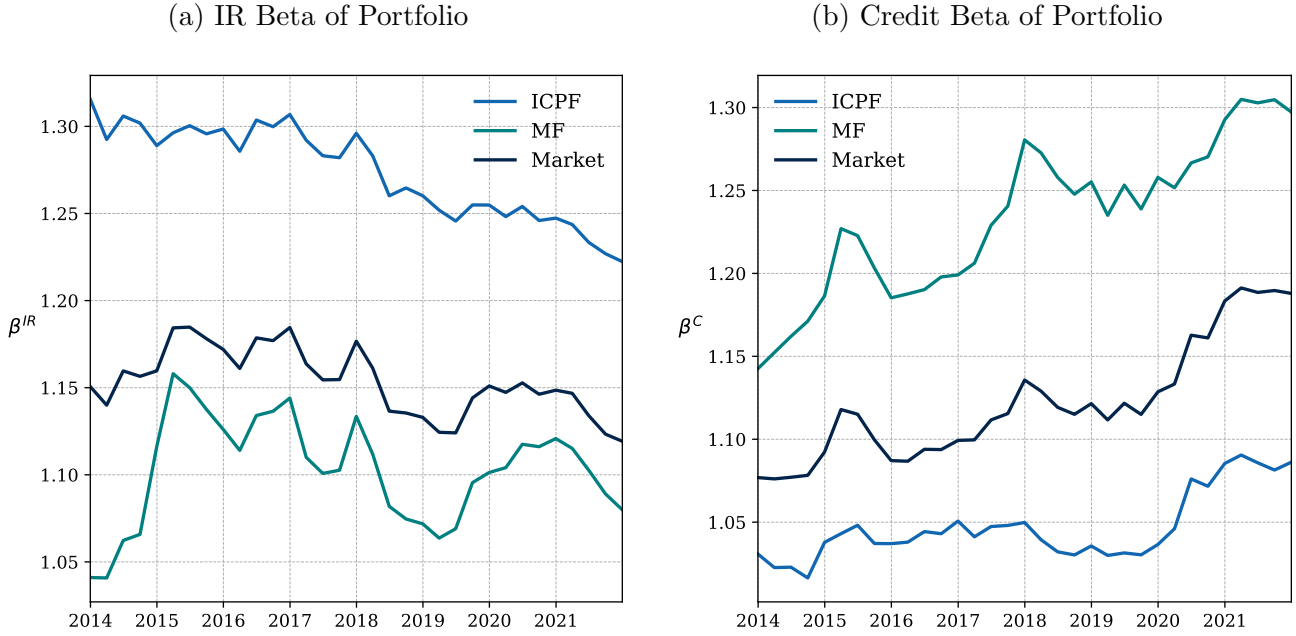 (a) IR Beta of Portfolio
1.30
1.25
1.20
1.15
1.10
1.05
β^IR
ICPF
MF
Market
2014 2015 2016 2017 2018 2019 2020 2021
(b) Credit Beta of Portfolio
1.30
1.25
1.20
1.15
1.10
1.05
β^C
ICPF
MF
Market
2014 2015 2016 2017 2018 2019 2020 2021